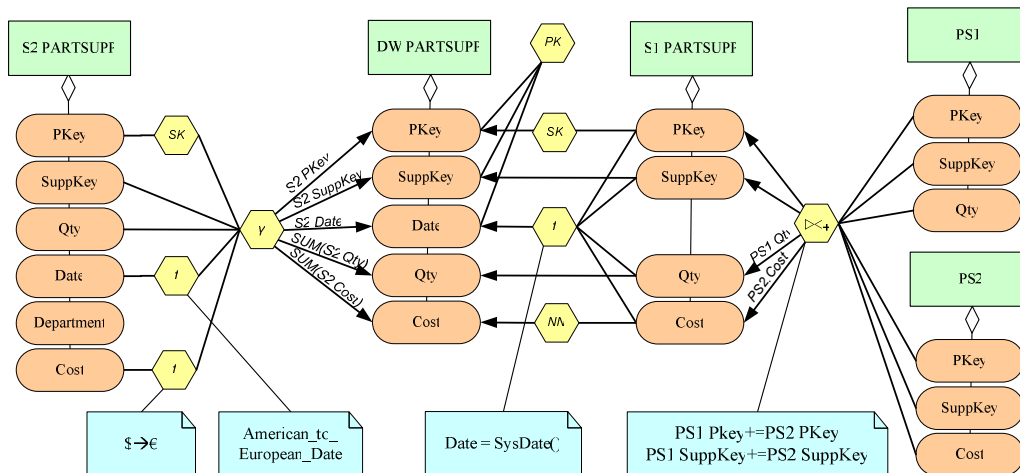 S2 PARTSUPP
DW PARTSUPP
PK
S1 PARTSUPP
PS1
PKey
SK
PKey
SK
PKey
PKey
SuppKey
S2 PKey
SuppKey
SuppKey
SuppKey
S2 SuppKey
Qty
γ
S2 Date
Date
f
⋈+
Qty
Date
f
SUM(S2 Qty)
Qty
Qty
PS1 Qty
PS2
Department
SUM(S2 Cost)
Cost
NN
Cost
PS2.Cost
PKey
Cost
f
SuppKey
Cost
$→€
American_to_
European_Date
Date = SysDate()
PS1 Pkey+=PS2 PKey
PS1 SuppKey+=PS2 SuppKey